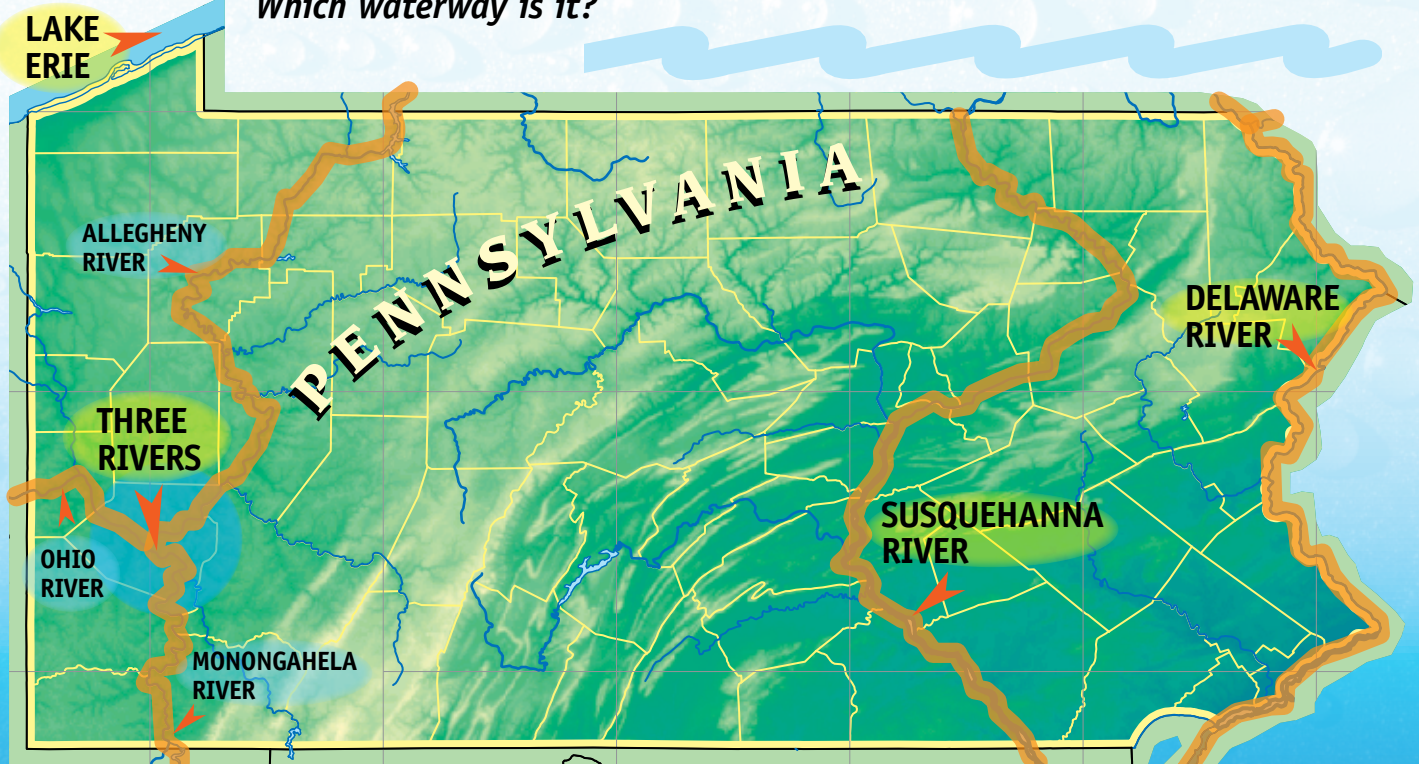 Which waterway is it?
LAKE
ERIE
PENNSYLVANIA
ALLEGHENY
RIVER
DELAWARE
RIVER
THREE
RIVERS
SUSQUEHANNA
RIVER
OHIO
RIVER
MONONGAHELA
RIVER